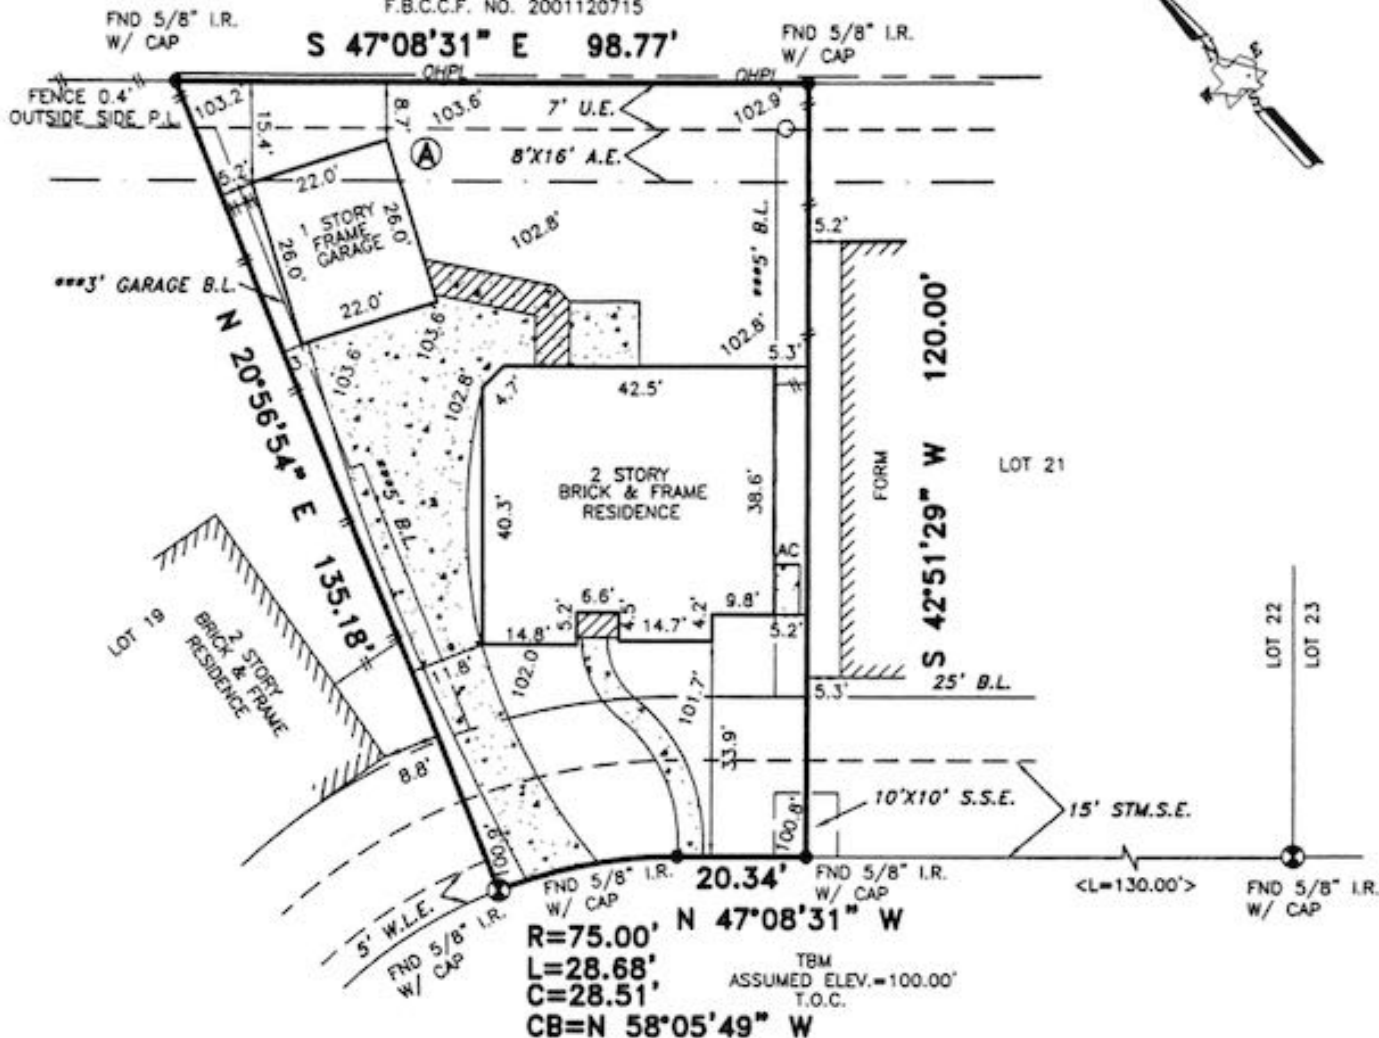 F.B.C.C.F. NO. 2001120715
FND 5/8" I.R.
W/ CAP
S 47°08'31" E 98.77'
FND 5/8" I.R.
W/ CAP
OHPL
OHPL
FENCE 0.4'
OUTSIDE SIDE P.L.
103.2'
15.4'
8.7'
103.6'
7' U.E.
102.9'
A
8'X16' A.E.
5.2'
22.0'
1 STORY
FRAME
GARAGE
26.0'
26.0'
22.0'
102.8'
***5' B.L.
5.2'
***3' GARAGE B.L.
N 20°56'54" E 135.18'
103.6'
103.6'
102.8'
102.8'
5.3'
4.7'
42.5'
2 STORY
BRICK & FRAME
RESIDENCE
40.3'
38.6'
***5' B.L.
AC
FORM
S 42°51'29" W 120.00'
LOT 21
LOT 19
2 STORY
BRICK & FRAME
RESIDENCE
6.6'
5.2'
4.5'
4.2'
9.8'
14.8'
14.7'
5.2'
11.8'
102.0'
101.7'
33.9'
5.3'
25' B.L.
LOT 22
LOT 23
8.8'
10'X10' S.S.E.
15' STM.S.E.
100.8'
100.9'
5' W.L.E.
FND 5/8" I.R.
W/ CAP
FND 5/8" I.R.
W/ CAP
20.34'
N 47°08'31" W
FND 5/8" I.R.
W/ CAP
<L=130.00'>
FND 5/8" I.R.
W/ CAP
R=75.00'
L=28.68'
C=28.51'
CB=N 58°05'49" W
TBM
ASSUMED ELEV.=100.00'
T.O.C.